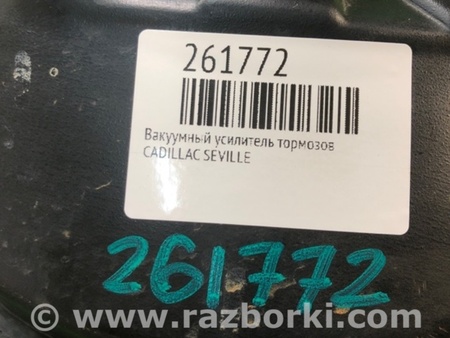 261772
Вакуумный усилитель тормозов
CADILLAC SEVILLE
261772
www.razborki.com